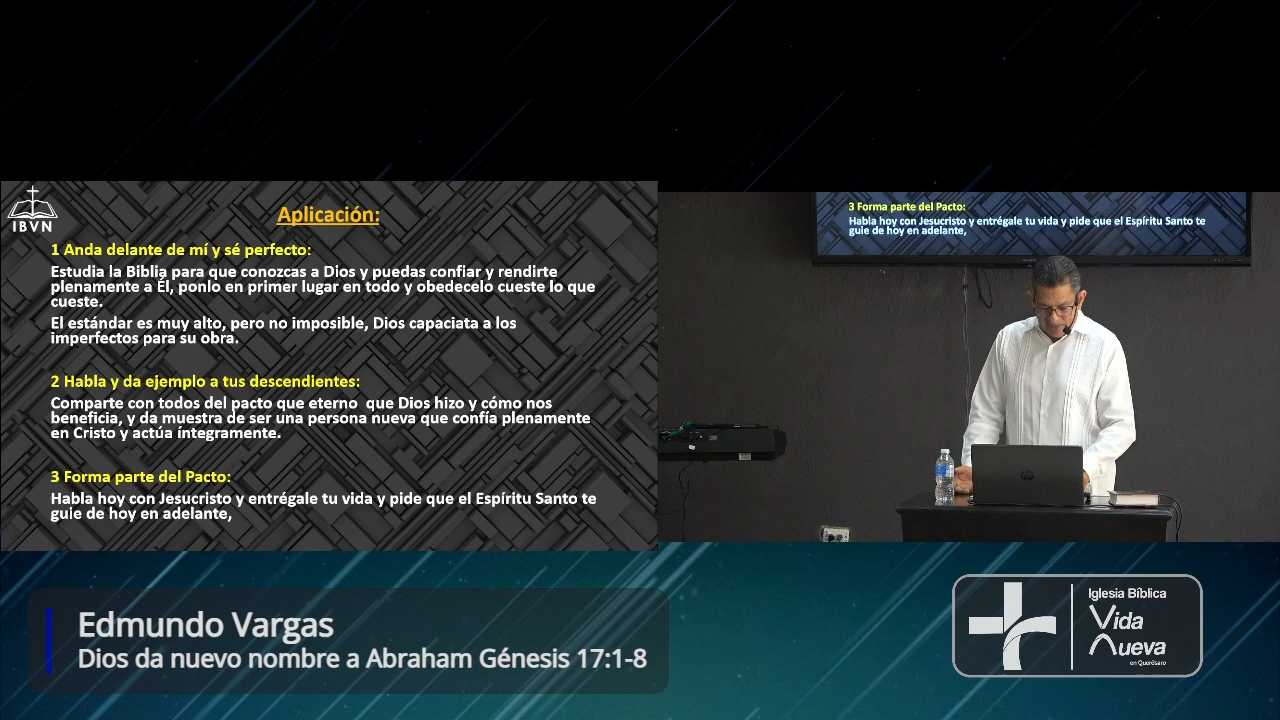 IBVN
Aplicación:
1 Anda delante de mí y sé perfecto:
Estudia la Biblia para que conozcas a Dios y puedas confiar y rendirte
plenamente a Él, ponlo en primer lugar en todo y obedecelo cueste lo que
cueste.
El estándar es muy alto, pero no imposible, Dios capaciata a los
imperfectos para su obra.
2 Habla y da ejemplo a tus descendientes:
Comparte con todos del pacto que eterno  que Dios hizo y cómo nos
beneficia, y da muestra de ser una persona nueva que confía plenamente
en Cristo y actúa íntegramente.
3 Forma parte del Pacto:
Habla hoy con Jesucristo y entrégale tu vida y pide que el Espíritu Santo te
guie de hoy en adelante,
3 Forma parte del Pacto:
Habla hoy con Jesucristo y entrégale tu vida y pide que el Espíritu Santo te
guie de hoy en adelante,
hp
Edmundo Vargas
Dios da nuevo nombre a Abraham Génesis 17:1-8
Iglesia Bíblica
Vida
Nueva
en Querétaro